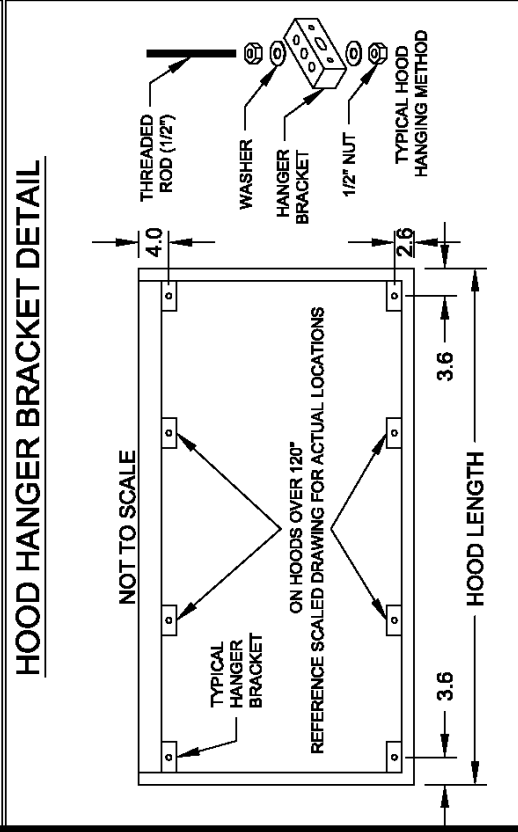 HOOD HANGER BRACKET DETAIL
NOT TO SCALE
TYPICAL
HANGER
BRACKET
ON HOODS OVER 120"
REFERENCE SCALED DRAWING FOR ACTUAL LOCATIONS
4.0
2.6
3.6
3.6
HOOD LENGTH
THREADED
ROD (1/2")
WASHER
HANGER
BRACKET
1/2" NUT
TYPICAL HOOD
HANGING METHOD